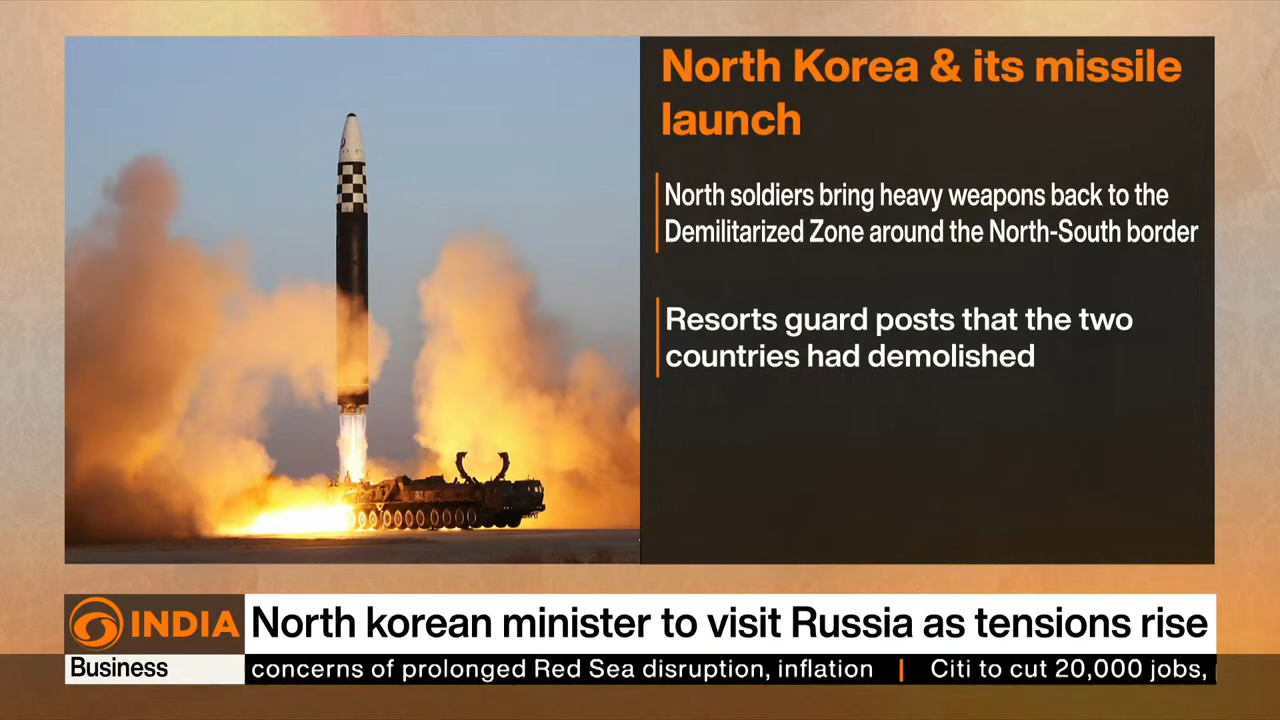 North Korea & its missile
launch
North soldiers bring heavy weapons back to the
Demilitarized Zone around the North-South border
Resorts guard posts that the two
countries had demolished
INDIA
North korean minister to visit Russia as tensions rise
Business
concerns of prolonged Red Sea disruption, inflation | Citi to cut 20,000 jobs,